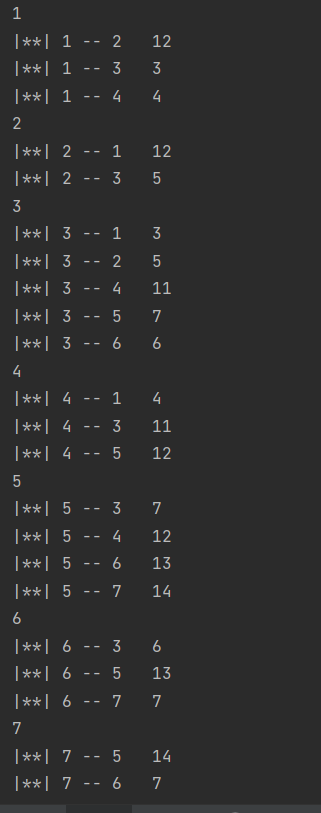 1
|**| 1 -- 2   12
|**| 1 -- 3   3
|**| 1 -- 4   4
2
|**| 2 -- 1   12
|**| 2 -- 3   5
3
|**| 3 -- 1   3
|**| 3 -- 2   5
|**| 3 -- 4   11
|**| 3 -- 5   7
|**| 3 -- 6   6
4
|**| 4 -- 1   4
|**| 4 -- 3   11
|**| 4 -- 5   12
5
|**| 5 -- 3   7
|**| 5 -- 4   12
|**| 5 -- 6   13
|**| 5 -- 7   14
6
|**| 6 -- 3   6
|**| 6 -- 5   13
|**| 6 -- 7   7
7
|**| 7 -- 5   14
|**| 7 -- 6   7